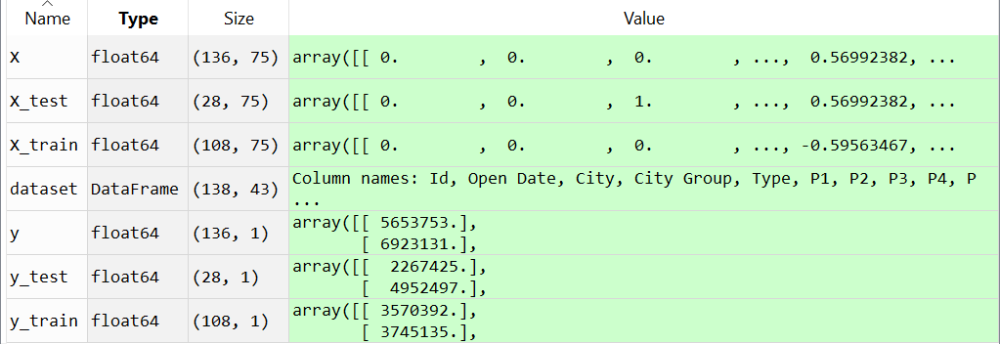 Name Type Size Value
X float64 (136, 75) array([[ 0. , 0. , 0. , ..., 0.56992382, ...
X_test float64 (28, 75) array([[ 0. , 0. , 1. , ..., 0.56992382, ...
X_train float64 (108, 75) array([[ 0. , 0. , 0. , ..., -0.59563467, ...
dataset DataFrame (138, 43) Column names: Id, Open Date, City, City Group, Type, P1, P2, P3, P4, P
...
y float64 (136, 1) array([[ 5653753.],
[ 6923131.],
y_test float64 (28, 1) array([[ 2267425.],
[ 4952497.],
y_train float64 (108, 1) array([[ 3570392.],
[ 3745135.],